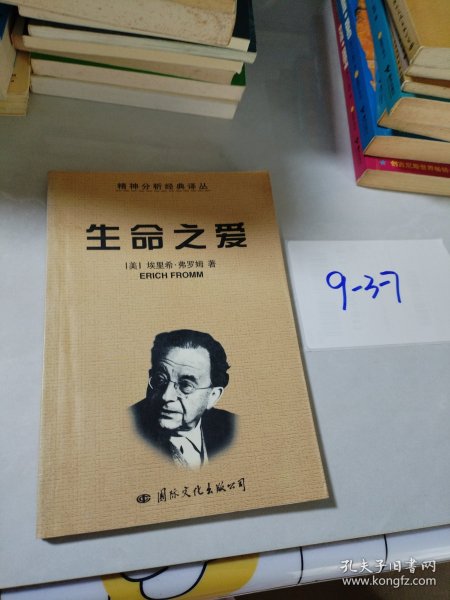 精神分析经典译丛
生命之爱
[美] 埃里希·弗罗姆 著
ERICH FROMM
国际文化出版公司
9-3-7
孔夫子旧书网
www.kongfz.com